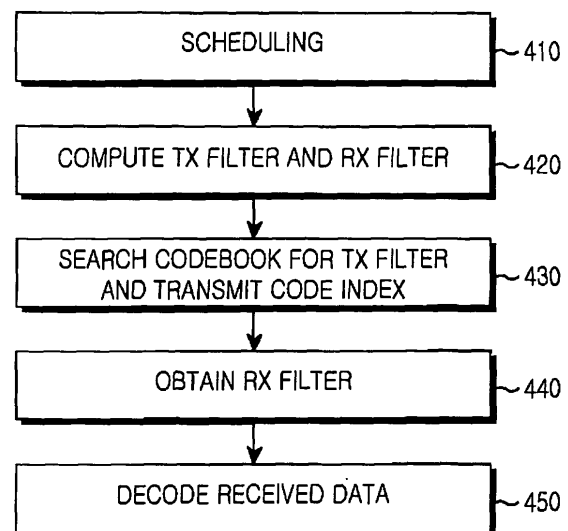 SCHEDULING
410
COMPUTE TX FILTER AND RX FILTER
420
SEARCH CODEBOOK FOR TX FILTER
AND TRANSMIT CODE INDEX
430
OBTAIN RX FILTER
440
DECODE RECEIVED DATA
450